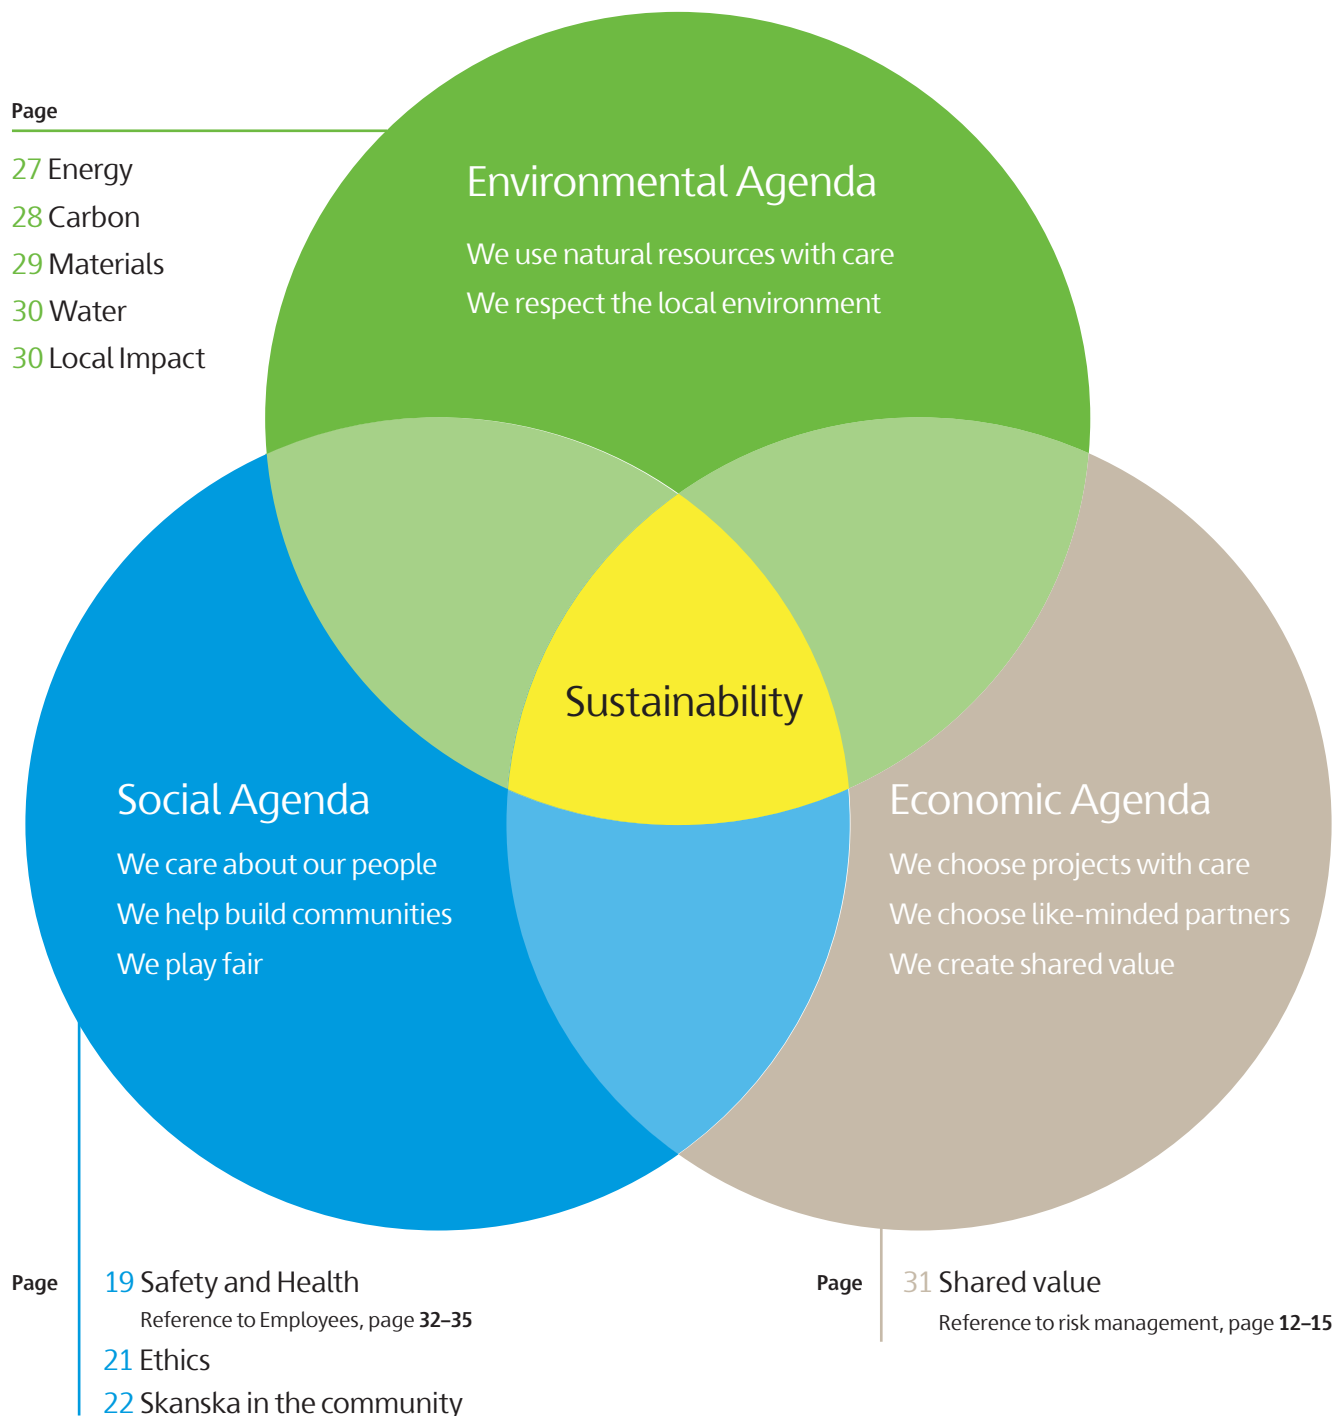 Page
27 Energy
28 Carbon
29 Materials
30 Water
30 Local Impact
Environmental Agenda
We use natural resources with care
We respect the local environment
Sustainability
Social Agenda
We care about our people
We help build communities
We play fair
Economic Agenda
We choose projects with care
We choose like-minded partners
We create shared value
Page
19 Safety and Health
Reference to Employees, page 32–35
21 Ethics
22 Skanska in the community
Page
31 Shared value
Reference to risk management, page 12–15